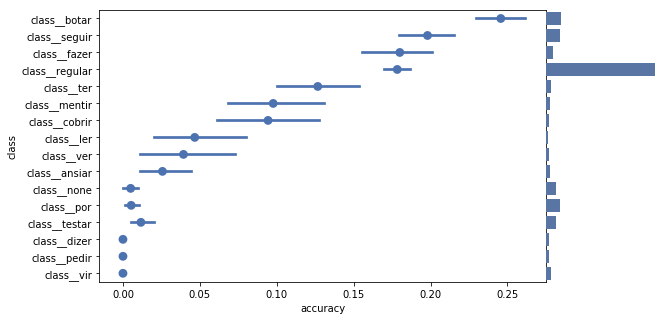 class__botar
class__seguir
class__fazer
class__regular
class__ter
class__mentir
class__cobrir
class__ler
class__ver
class__ansiar
class__none
class__por
class__testar
class__dizer
class__pedir
class__vir
class
0.00 0.05 0.10 0.15 0.20 0.25
accuracy